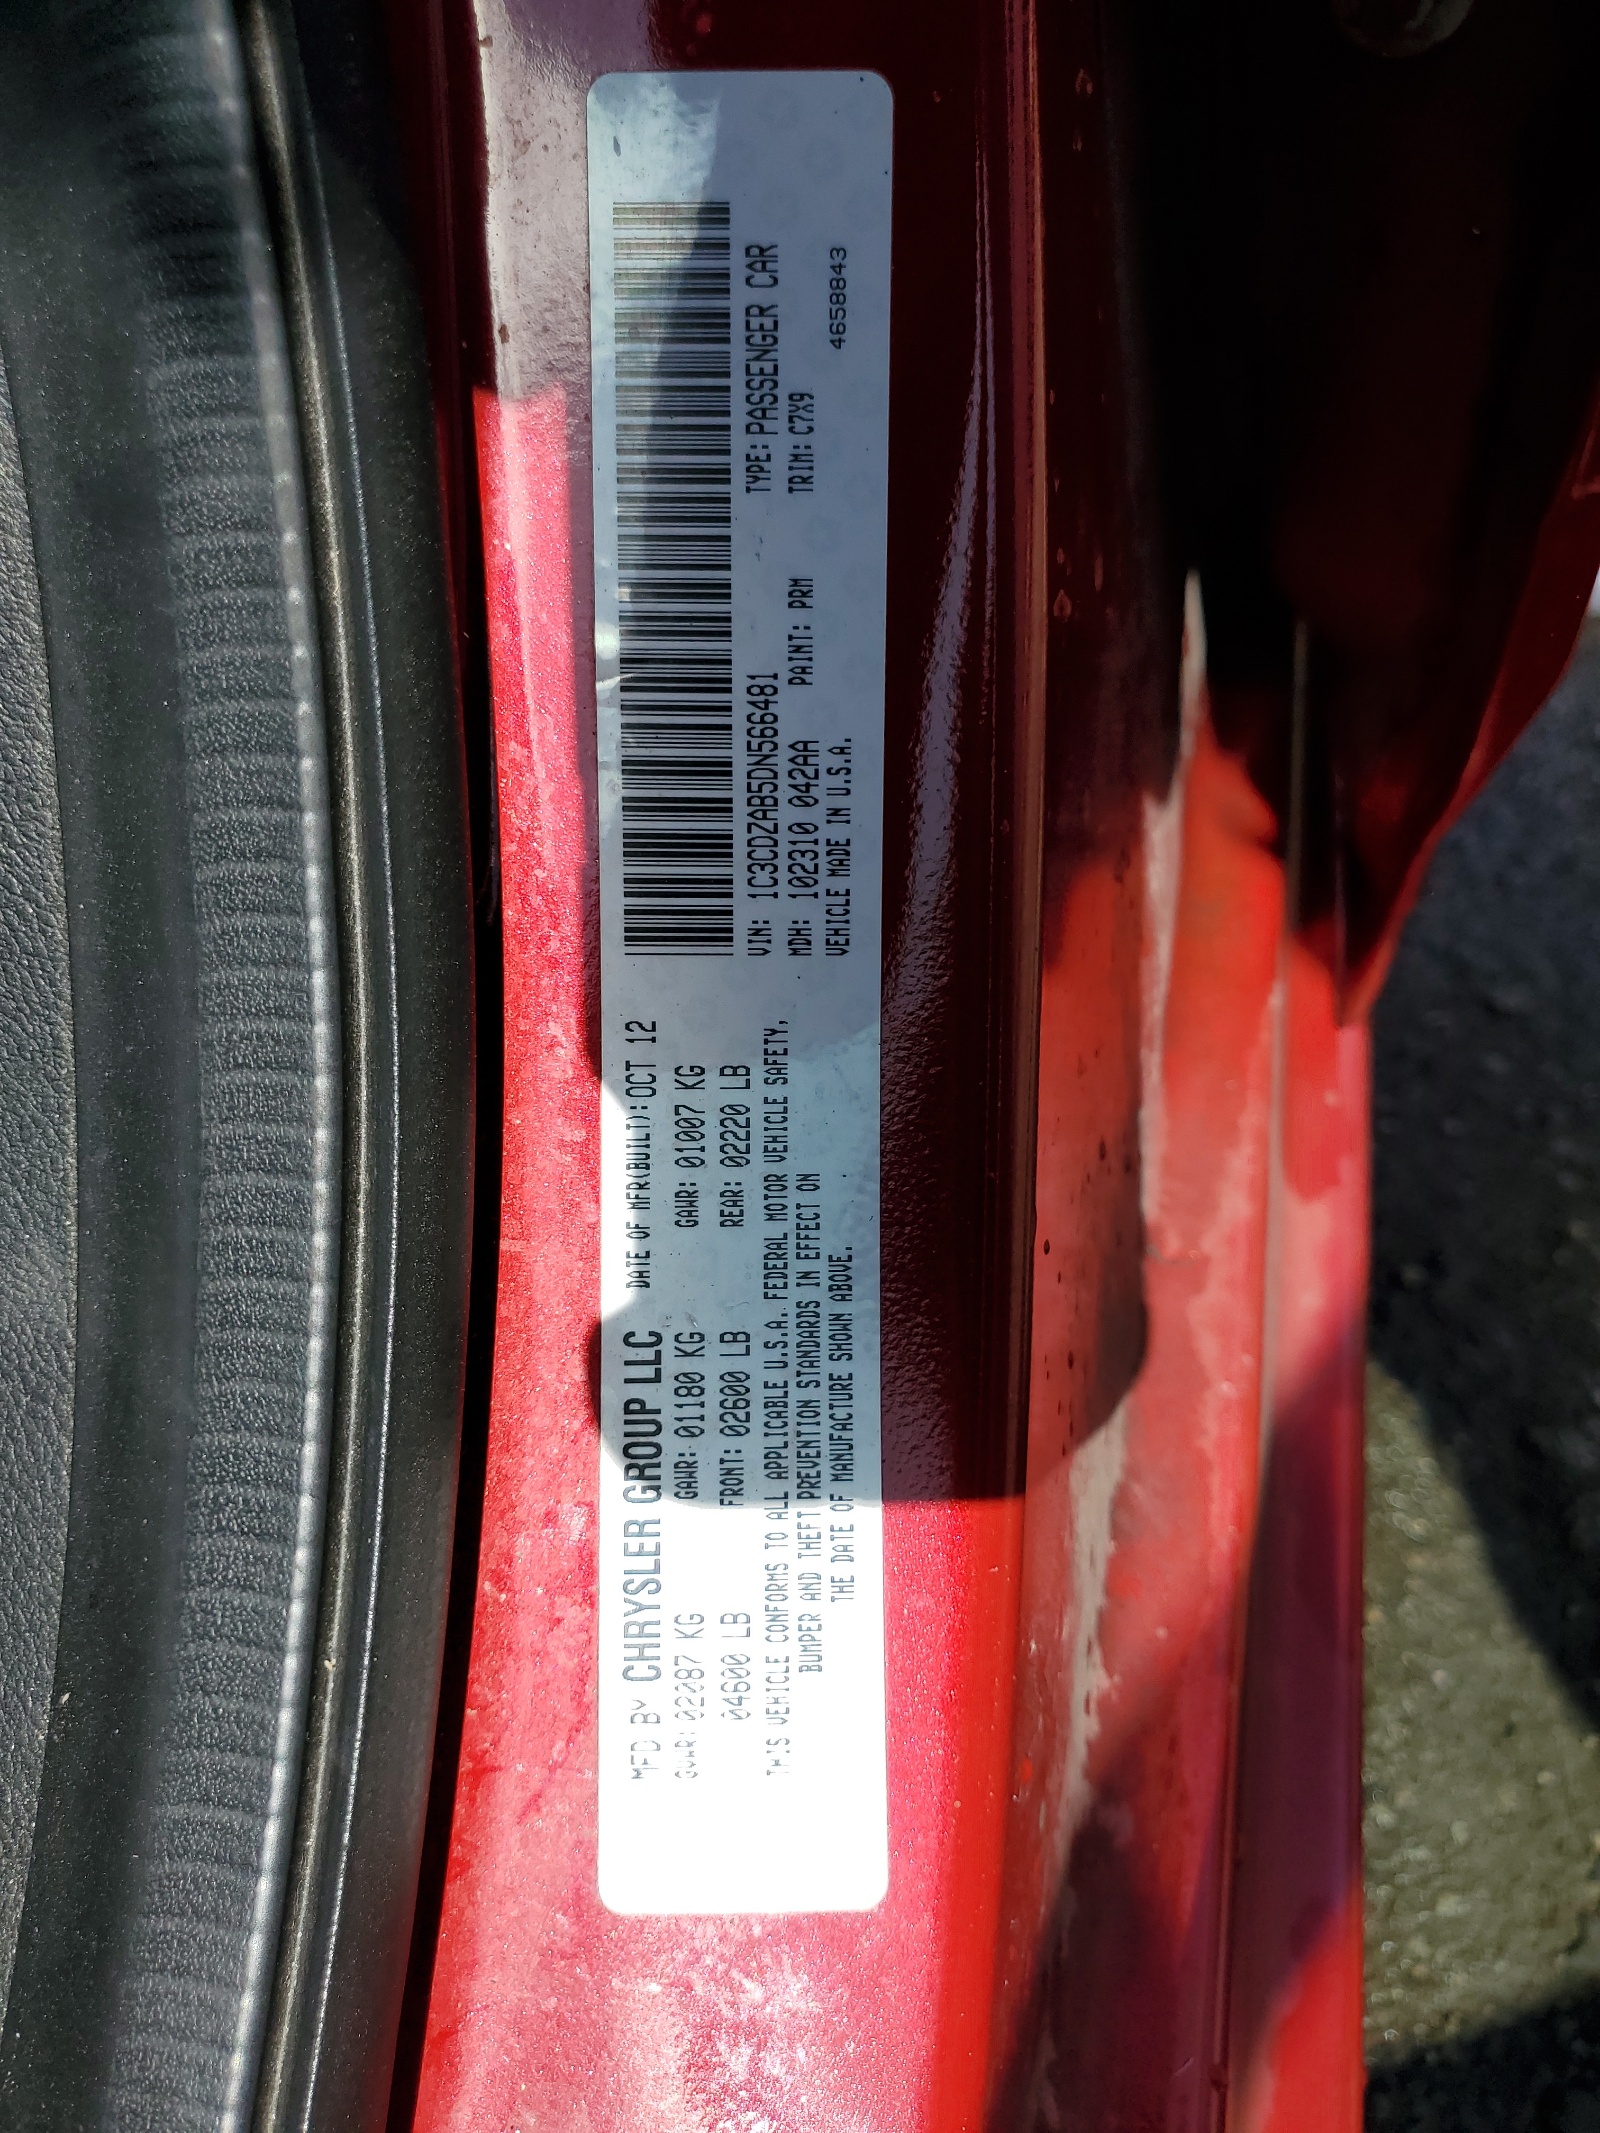 MFD BY CHRYSLER GROUP LLC DATE OF MFR(BUILT): OCT 12
GVWR: 02087 KG GAWR: 01180 KG GAWR: 01007 KG
04600 LB FRONT: 02600 LB REAR: 02220 LB
THIS VEHICLE CONFORMS TO ALL APPLICABLE U.S.A. FEDERAL MOTOR VEHICLE SAFETY,
BUMPER AND THEFT PREVENTION STANDARDS IN EFFECT ON
THE DATE OF MANUFACTURE SHOWN ABOVE.
VIN: 1C3CDZAB5DN566481 TYPE: PASSENGER CAR
MDH: 102310 042AA PAINT: PRM TRIM: C7X9
VEHICLE MADE IN U.S.A. 4658843